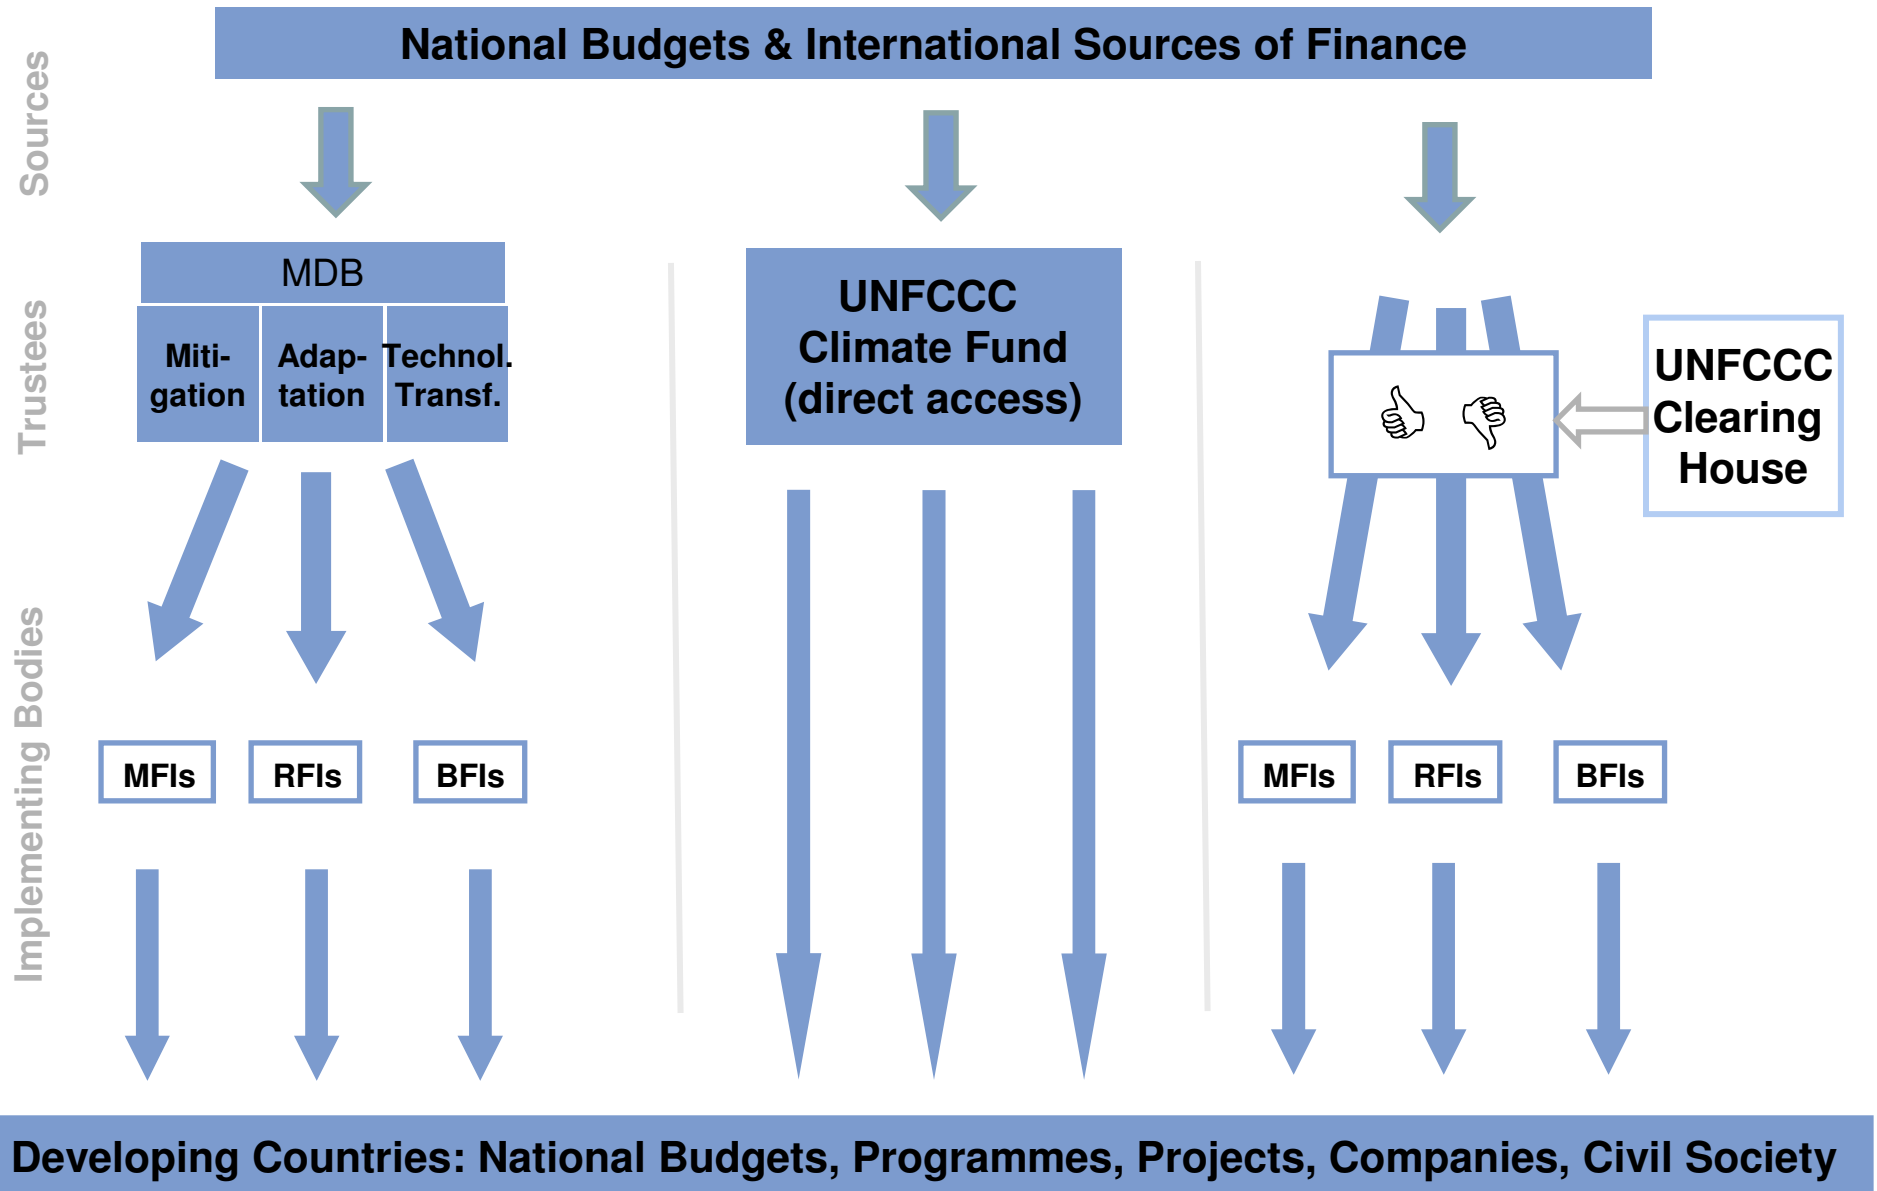 National Budgets & International Sources of Finance
Sources
MDB
Miti-
gation
Adap-
tation
Technol.
Transf.
UNFCCC
Climate Fund
(direct access)
UNFCCC
Clearing
House
Trustees
Implementing Bodies
MFIs
RFIs
BFIs
MFIs
RFIs
BFIs
Developing Countries: National Budgets, Programmes, Projects, Companies, Civil Society